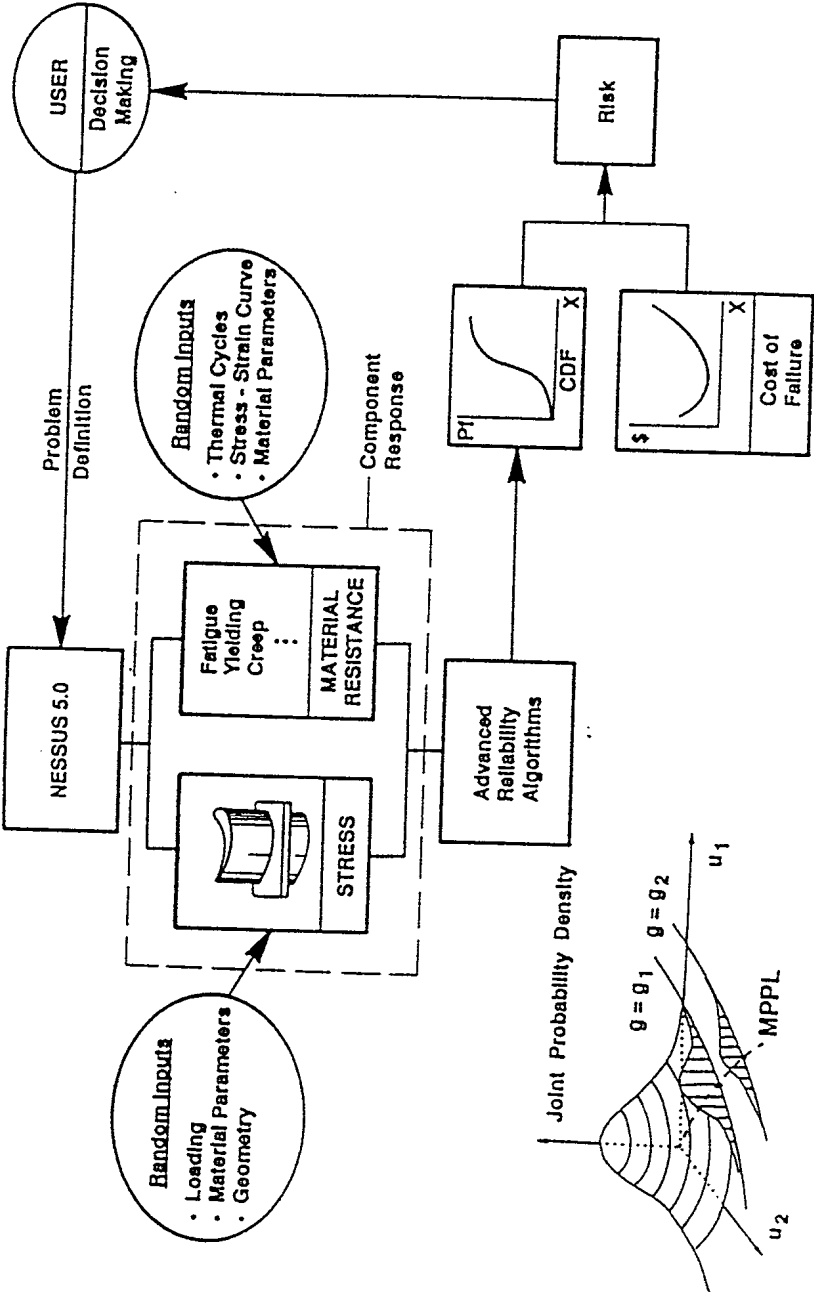 USER
Decision
Making
Problem
Definition
NESSUS 5.0
Random Inputs
· Loading
· Material Parameters
· Geometry
STRESS
Fatigue
Yielding
Creep
⋮
MATERIAL
RESISTANCE
Random Inputs
· Thermal Cycles
· Stress - Strain Curve
· Material Parameters
Component
Response
Advanced
Reliability
Algorithms
Pf
X
CDF
$
X
Cost of
Failure
Risk
Joint Probability Density
g = g₁
g = g₂
u₁
MPPL
u₂